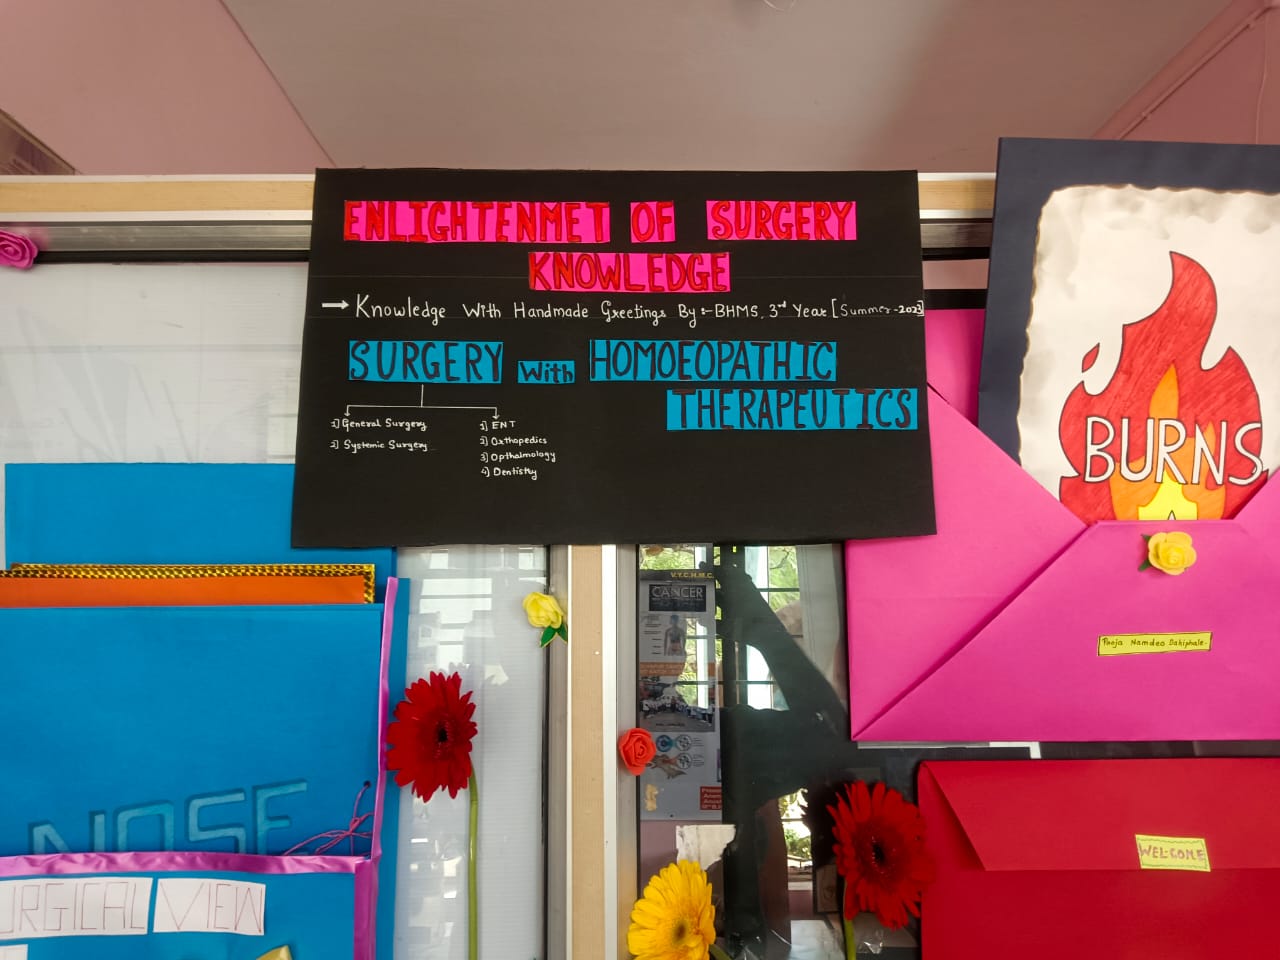 ENLIGHTENMET OF SURGERY
KNOWLEDGE
→ Knowledge With Handmade Greetings By :- BHMS, 3rd Year [Summer-2023]
SURGERY With HOMOEOPATHIC
THERAPEUTICS
1) General Surgery
2) Systemic Surgery
1) ENT
2) Orthopedics
3) Opthalmology
4) Dentistry
BURNS
Pooja Namdeo Dahiphale.
V.Y.C.H.M.C.
CANCER
NOSE
URGICAL VIEW
WEL-COME